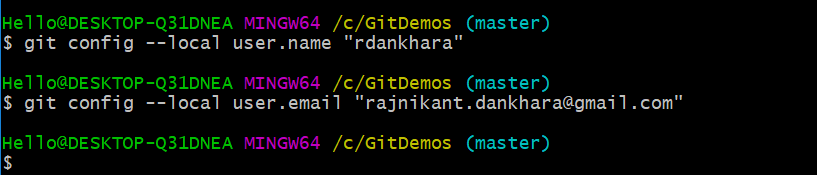 Hello@DESKTOP-Q31DNEA MINGW64 /c/GitDemos (master)
$ git config --local user.name "rdankhara"
Hello@DESKTOP-Q31DNEA MINGW64 /c/GitDemos (master)
$ git config --local user.email "rajnikant.dankhara@gmail.com"
Hello@DESKTOP-Q31DNEA MINGW64 /c/GitDemos (master)
$